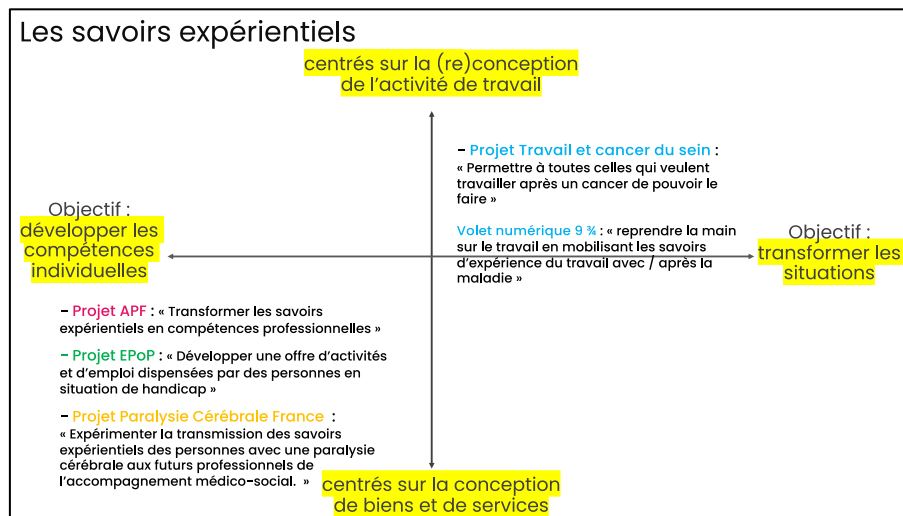 Les savoirs expérientiels
centrés sur la (re)conception
de l'activité de travail
– Projet Travail et cancer du sein :
« Permettre à toutes celles qui veulent
travailler après un cancer de pouvoir le
faire »
Objectif :
développer les
compétences
individuelles
Volet numérique 9 ¾ : « reprendre la main
sur le travail en mobilisant les savoirs
d'expérience du travail avec / après la
maladie »
Objectif :
transformer les
situations
– Projet APF : « Transformer les savoirs
expérientiels en compétences professionnelles »
– Projet EPoP : « Développer une offre d'activités
et d'emploi dispensées par des personnes en
situation de handicap »
– Projet Paralysie Cérébrale France :
« Expérimenter la transmission des savoirs
expérientiels des personnes avec une paralysie
cérébrale aux futurs professionnels de
l'accompagnement médico-social. »
centrés sur la conception
de biens et de services